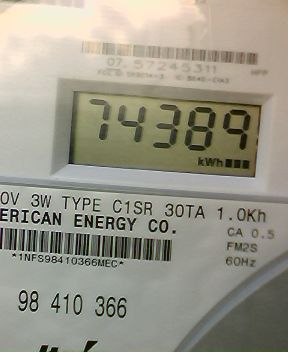 07. 57245311
74389
kWh
0V 3W TYPE C1SR 30TA 1.0Kh
ERICAN ENERGY CO.
CA 0.5
FM2S
*1NFS98410366MEC*
60Hz
98 410 366